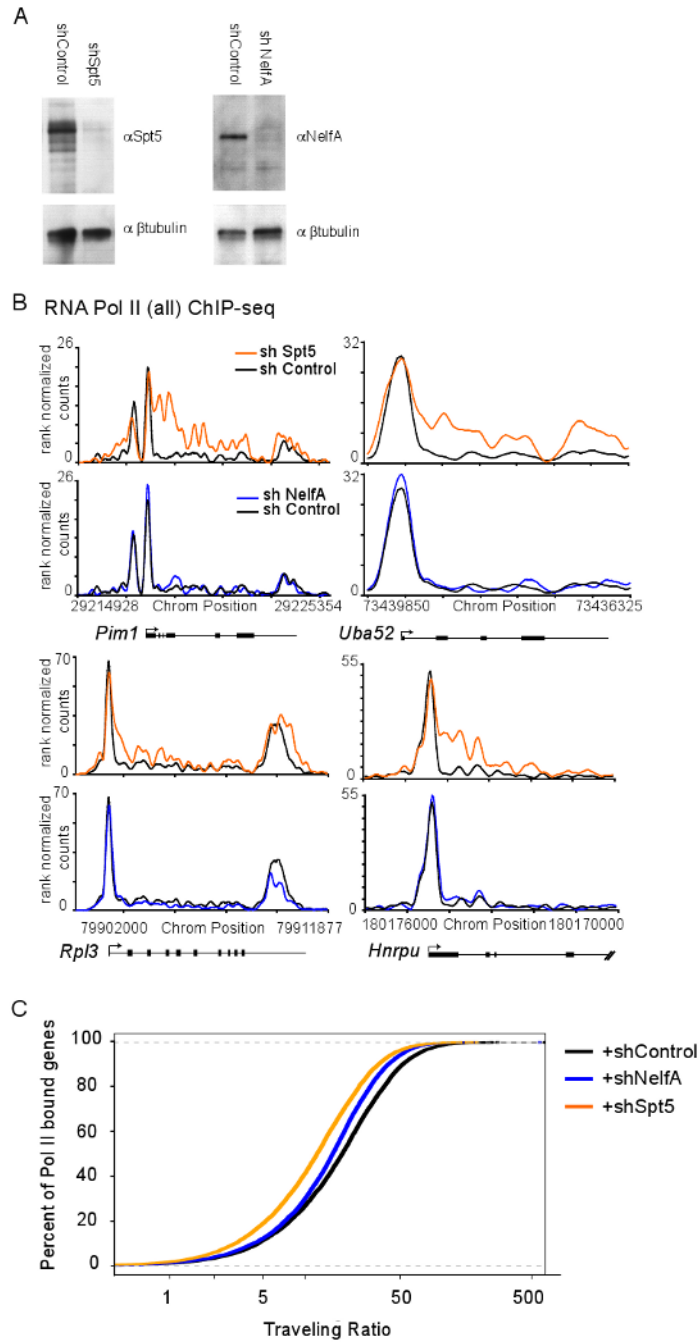 A
shControl
shSpt5
shControl
sh NelfA
αSpt5
αNelfA
α βtubulin
α βtubulin
B RNA Pol II (all) ChIP-seq
rank normalized
counts
26
0
sh Spt5
sh Control
32
0
rank normalized
counts
26
0
sh NelfA
sh Control
32
0
29214928 Chrom Position 29225354
73439850 Chrom Position 73436325
Pim1
Uba52
rank normalized
counts
70
0
55
0
rank normalized
counts
70
0
55
0
79902000 Chrom Position 79911877
180176000 Chrom Position 180170000
Rpl3
Hnrpu
C
Percent of Pol II bound genes
100
80
60
40
20
0
1 5 50 500
Traveling Ratio
+shControl
+shNelfA
+shSpt5